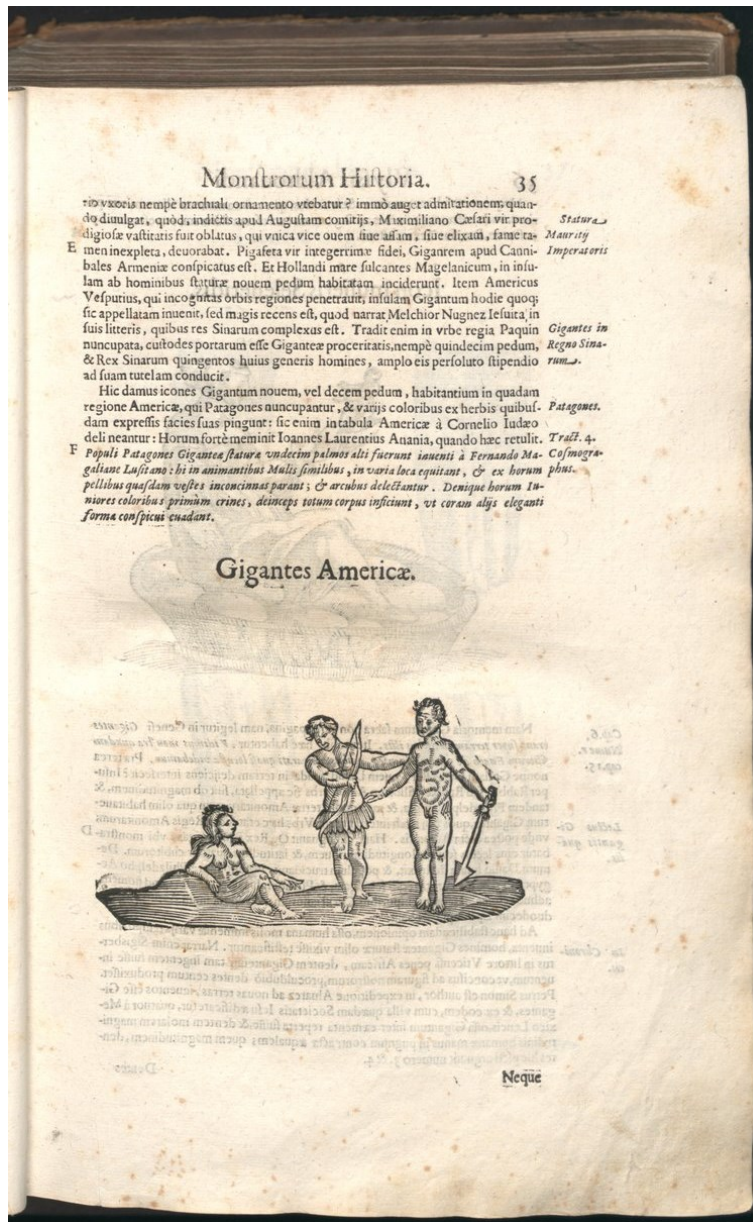 Monſtrorum Hiſtoria. 35
tio vxoris nempè brachiali ornamento vtebatur? immò auget admirationem, quan-
do diuulgat, quòd, indictis apud Auguſtam comitijs, Maximiliano Cæſari vir pro-
Statura
digioſæ vaſtitatis fuit oblatus, qui vnica vice ouem ſiue aſſam, ſiue elixam, fame ta-
Mauritij
E men inexpleta, deuorabat. Pigafeta vir integerrimæ fidei, Gigantem apud Canni-
Imperatoris
bales Armeniæ conſpicatus eſt. Et Hollandi mare ſulcantes Magelanicum, in inſu-
lam ab hominibus ſtaturæ nouem pedum habitatam inciderunt. Item Americus
Veſputius, qui incognitas orbis regiones penetrauit, inſulam Gigantum hodie quoq;
ſic appellatam inuenit, ſed magis recens eſt, quod narrat Melchior Nugnez Ieſuita in
ſuis litteris, quibus res Sinarum complexus eſt. Tradit enim in vrbe regia Paquin
Gigantes in
nuncupata, cuſtodes portarum eſſe Giganteæ proceritatis, nempè quindecim pedum,
Regno Sina-
& Rex Sinarum quingentos huius generis homines, amplo eis perſoluto ſtipendio
rum.
ad ſuam tutelam conducit.
Hic damus icones Gigantum nouem, vel decem pedum, habitantium in quadam
regione Americæ, qui Patagones nuncupantur, & varijs coloribus ex herbis quibuſ-
Patagones.
dam expreſſis facies ſuas pingunt: ſic enim in tabula Americæ à Cornelio Iudæo
deli neantur: Horum fortè meminit Ioannes Laurentius Anania, quando hæc retulit.
Tract. 4.
F Populi Patagones Giganteæ ſtaturæ vndecim palmos alti fuerunt inuenti à Fernando Ma-
Coſmogra-
galiane Luſitano: hi in animantibus Mulis ſimilibus, in varia loca equitant, & ex horum
phus.
pellibus quaſdam veſtes inconcinnas parant; & arcubus delectantur. Denique horum Iu-
niores coloribus primùm crines, deinceps totum corpus inficiunt, vt coram alijs eleganti
forma conſpicui euadant.
Gigantes Americæ.
Neque